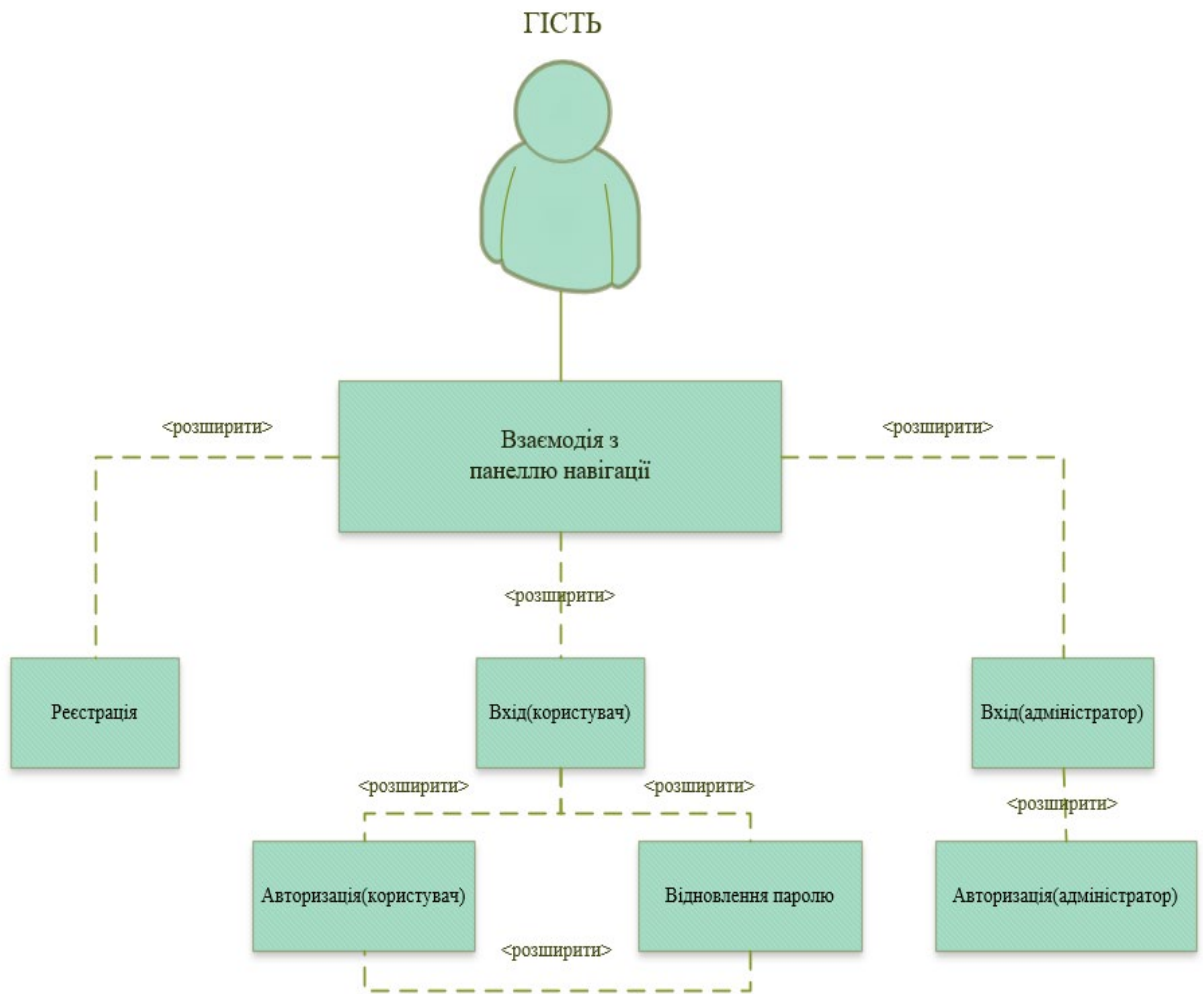 ГІСТЬ
<розширити>
Взаємодія з
панеллю навігації
<розширити>
<розширити>
Реєстрація
Вхід(користувач)
Вхід(адміністратор)
<розширити>
<розширити>
<розширити>
Авторизація(користувач)
Відновлення паролю
Авторизація(адміністратор)
<розширити>